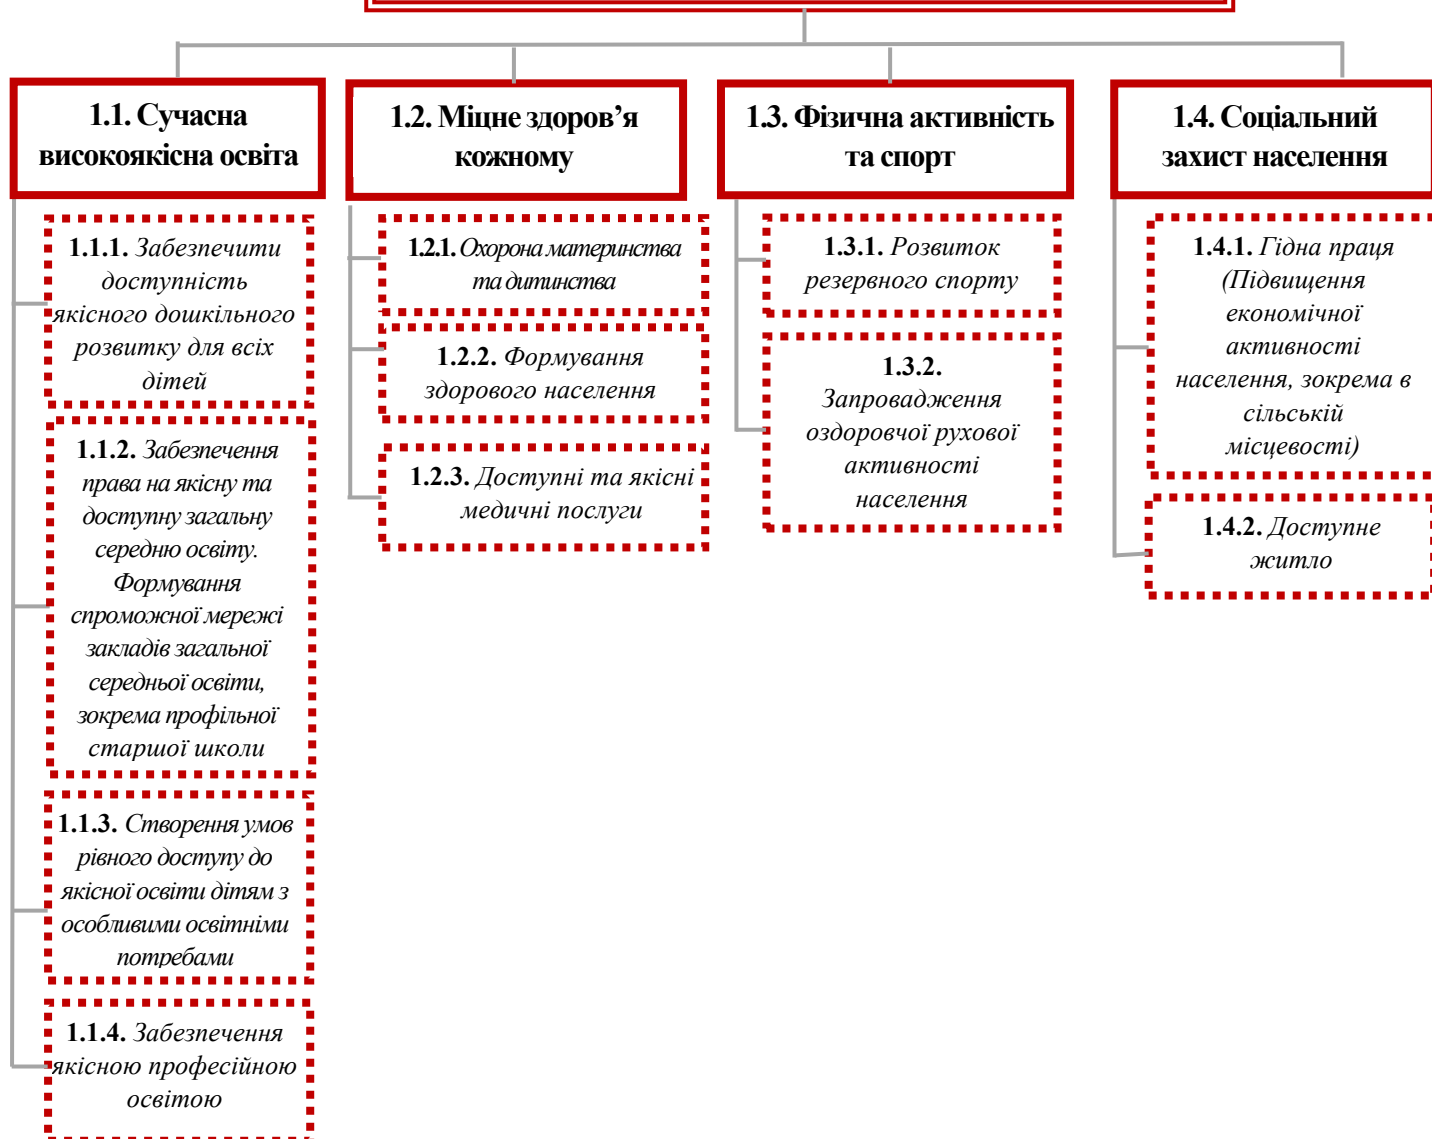 1.1. Сучасна
високоякісна освіта
1.1.1. Забезпечити
доступність
якісного дошкільного
розвитку для всіх
дітей
1.1.2. Забезпечення
права на якісну та
доступну загальну
середню освіту.
Формування
спроможної мережі
закладів загальної
середньої освіти,
зокрема профільної
старшої школи
1.1.3. Створення умов
рівного доступу до
якісної освіти дітям з
особливими освітніми
потребами
1.1.4. Забезпечення
якісною професійною
освітою
1.2. Міцне здоров’я
кожному
1.2.1. Охорона материнства
та дитинства
1.2.2. Формування
здорового населення
1.2.3. Доступні та якісні
медичні послуги
1.3. Фізична активність
та спорт
1.3.1. Розвиток
резервного спорту
1.3.2.
Запровадження
оздоровчої рухової
активності
населення
1.4. Соціальний
захист населення
1.4.1. Гідна праця
(Підвищення
економічної
активності
населення, зокрема в
сільській
місцевості)
1.4.2. Доступне
житло